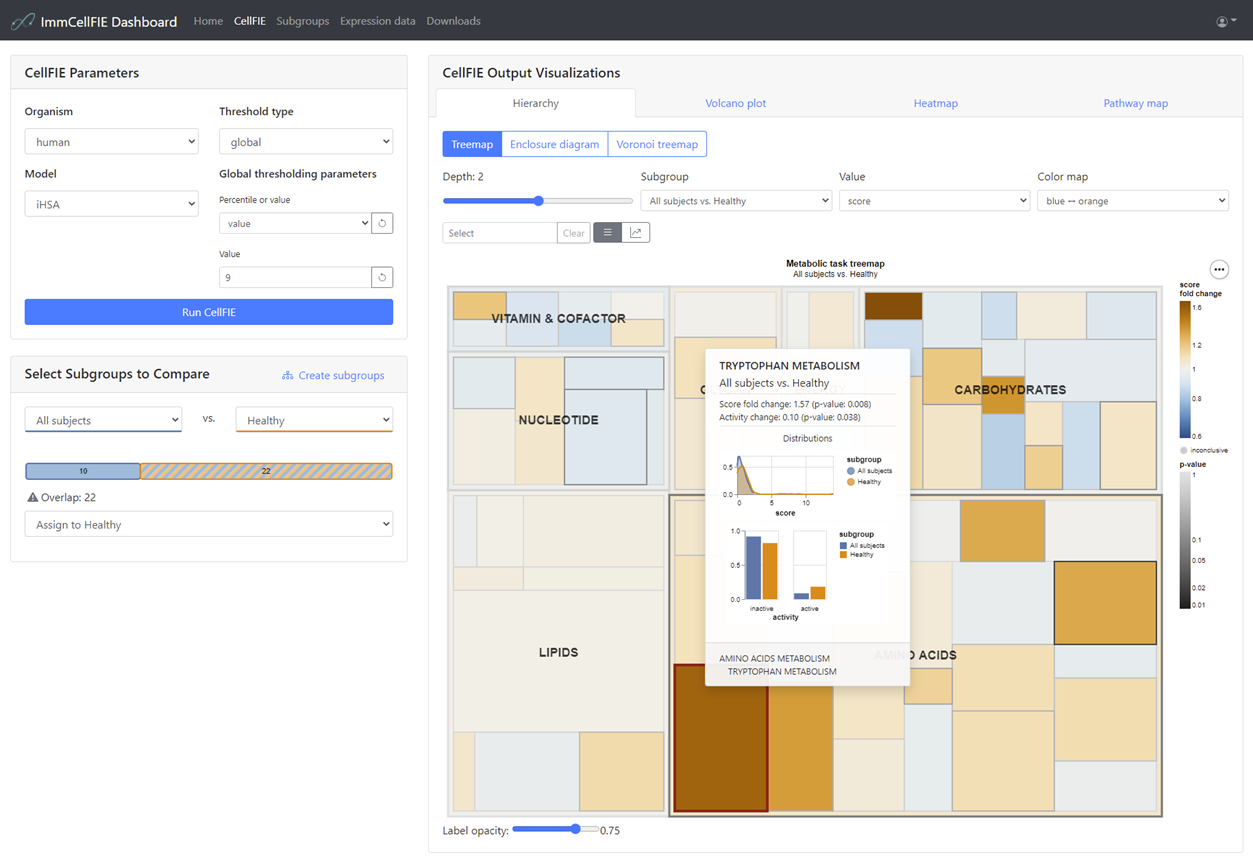 ImmCellFIE Dashboard Home CellFIE Subgroups Expression data Downloads
CellFIE Parameters
Organism
human
Threshold type
global
Model
iHSA
Global thresholding parameters
Percentile or value
value
Value
9
Run CellFIE
Select Subgroups to Compare
Create subgroups
All subjects
vs.
Healthy
10
22
Overlap: 22
Assign to Healthy
CellFIE Output Visualizations
Hierarchy
Volcano plot
Heatmap
Pathway map
Treemap
Enclosure diagram
Voronoi treemap
Depth: 2
Subgroup
All subjects vs. Healthy
Value
score
Color map
blue ↔ orange
Select
Clear
Metabolic task treemap
All subjects vs. Healthy
VITAMIN & COFACTOR
NUCLEOTIDE
CARBOHYDRATES
LIPIDS
AMINO ACIDS
TRYPTOPHAN METABOLISM
All subjects vs. Healthy
Score fold change: 1.57 (p-value: 0.008)
Activity change: 0.10 (p-value: 0.038)
Distributions
0.5
0.0
0
5
10
score
subgroup
All subjects
Healthy
1.0
0.5
0.0
inactive
active
activity
subgroup
All subjects
Healthy
AMINO ACIDS METABOLISM
TRYPTOPHAN METABOLISM
score
fold change
1.6
1.2
1
0.8
0.6
inconclusive
p-value
1
0.1
0.05
0.02
0.01
Label opacity:
0.75